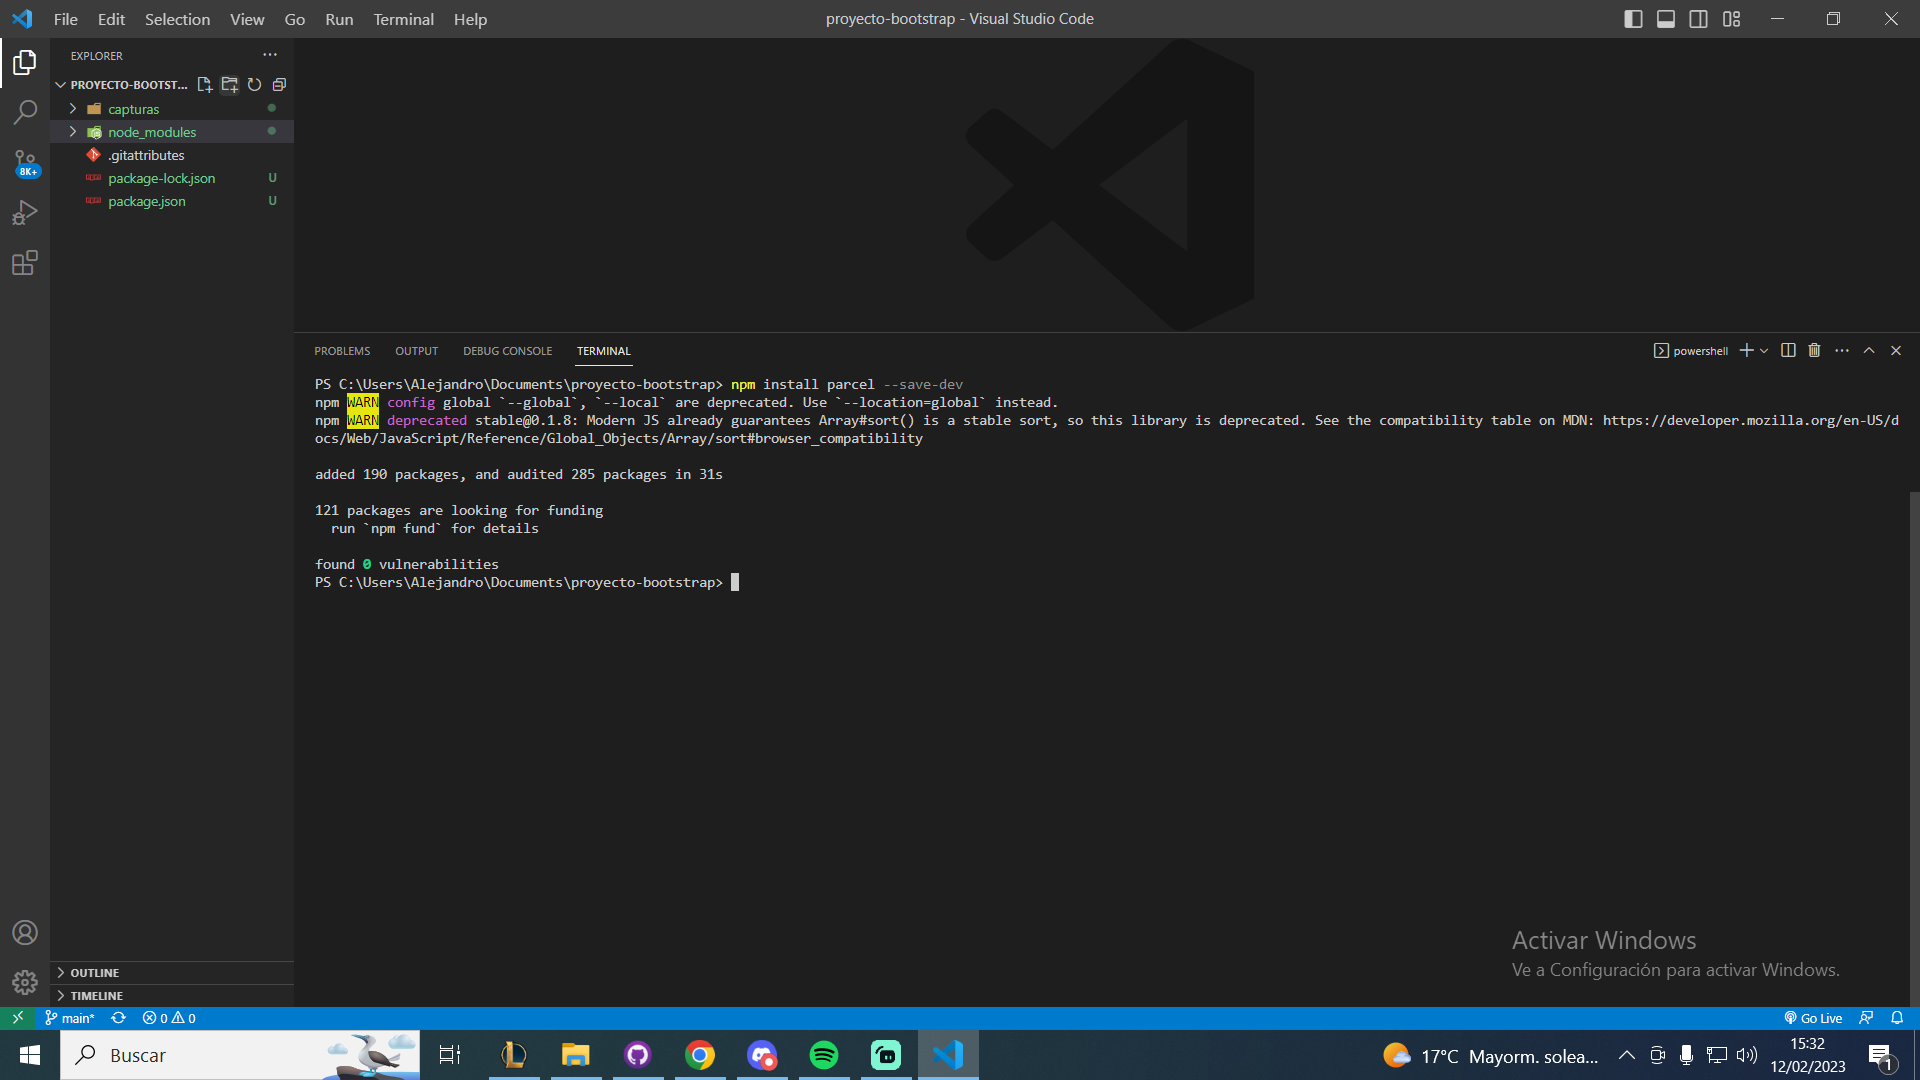 File Edit Selection View Go Run Terminal Help
proyecto-bootstrap - Visual Studio Code
EXPLORER
PROYECTO-BOOTST...
capturas
node_modules
.gitattributes
package-lock.json U
package.json U
8K+
PROBLEMS OUTPUT DEBUG CONSOLE TERMINAL
powershell
PS C:\Users\Alejandro\Documents\proyecto-bootstrap> npm install parcel --save-dev
npm WARN config global `--global`, `--local` are deprecated. Use `--location=global` instead.
npm WARN deprecated stable@0.1.8: Modern JS already guarantees Array#sort() is a stable sort, so this library is deprecated. See the compatibility table on MDN: https://developer.mozilla.org/en-US/d
ocs/Web/JavaScript/Reference/Global_Objects/Array/sort#browser_compatibility
added 190 packages, and audited 285 packages in 31s
121 packages are looking for funding
run `npm fund` for details
found 0 vulnerabilities
PS C:\Users\Alejandro\Documents\proyecto-bootstrap>
Activar Windows
Ve a Configuración para activar Windows.
OUTLINE
TIMELINE
main* 0 0
Go Live
Buscar
17°C Mayorm. solea...
15:32
12/02/2023
1